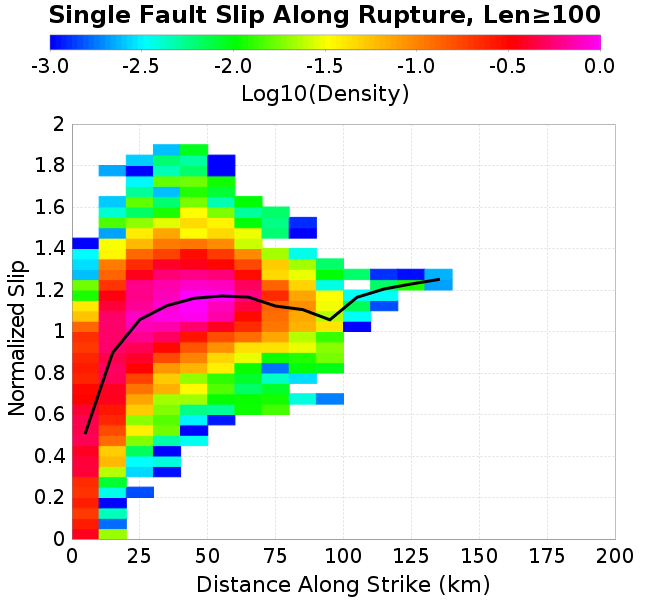 Single Fault Slip Along Rupture, Len≥100
-3.0 -2.5 -2.0 -1.5 -1.0 -0.5 0.0
Log10(Density)
2
1.8
1.6
1.4
1.2
1
0.8
0.6
0.4
0.2
0
Normalized Slip
0 25 50 75 100 125 150 175 200
Distance Along Strike (km)